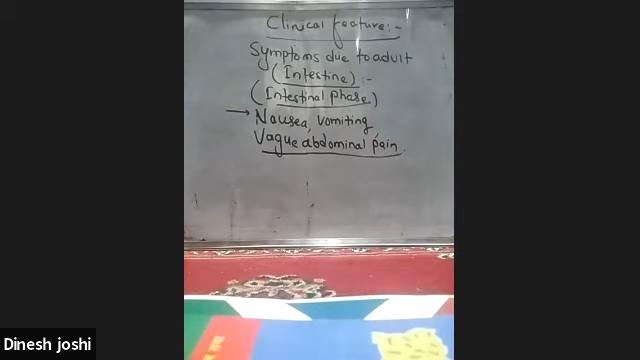 Clinical feature:-
Symptoms due to adult
(Intestine):-
(Intestinal Phase)
→ Nausea, vomiting
Vague abdominal pain
Dinesh joshi